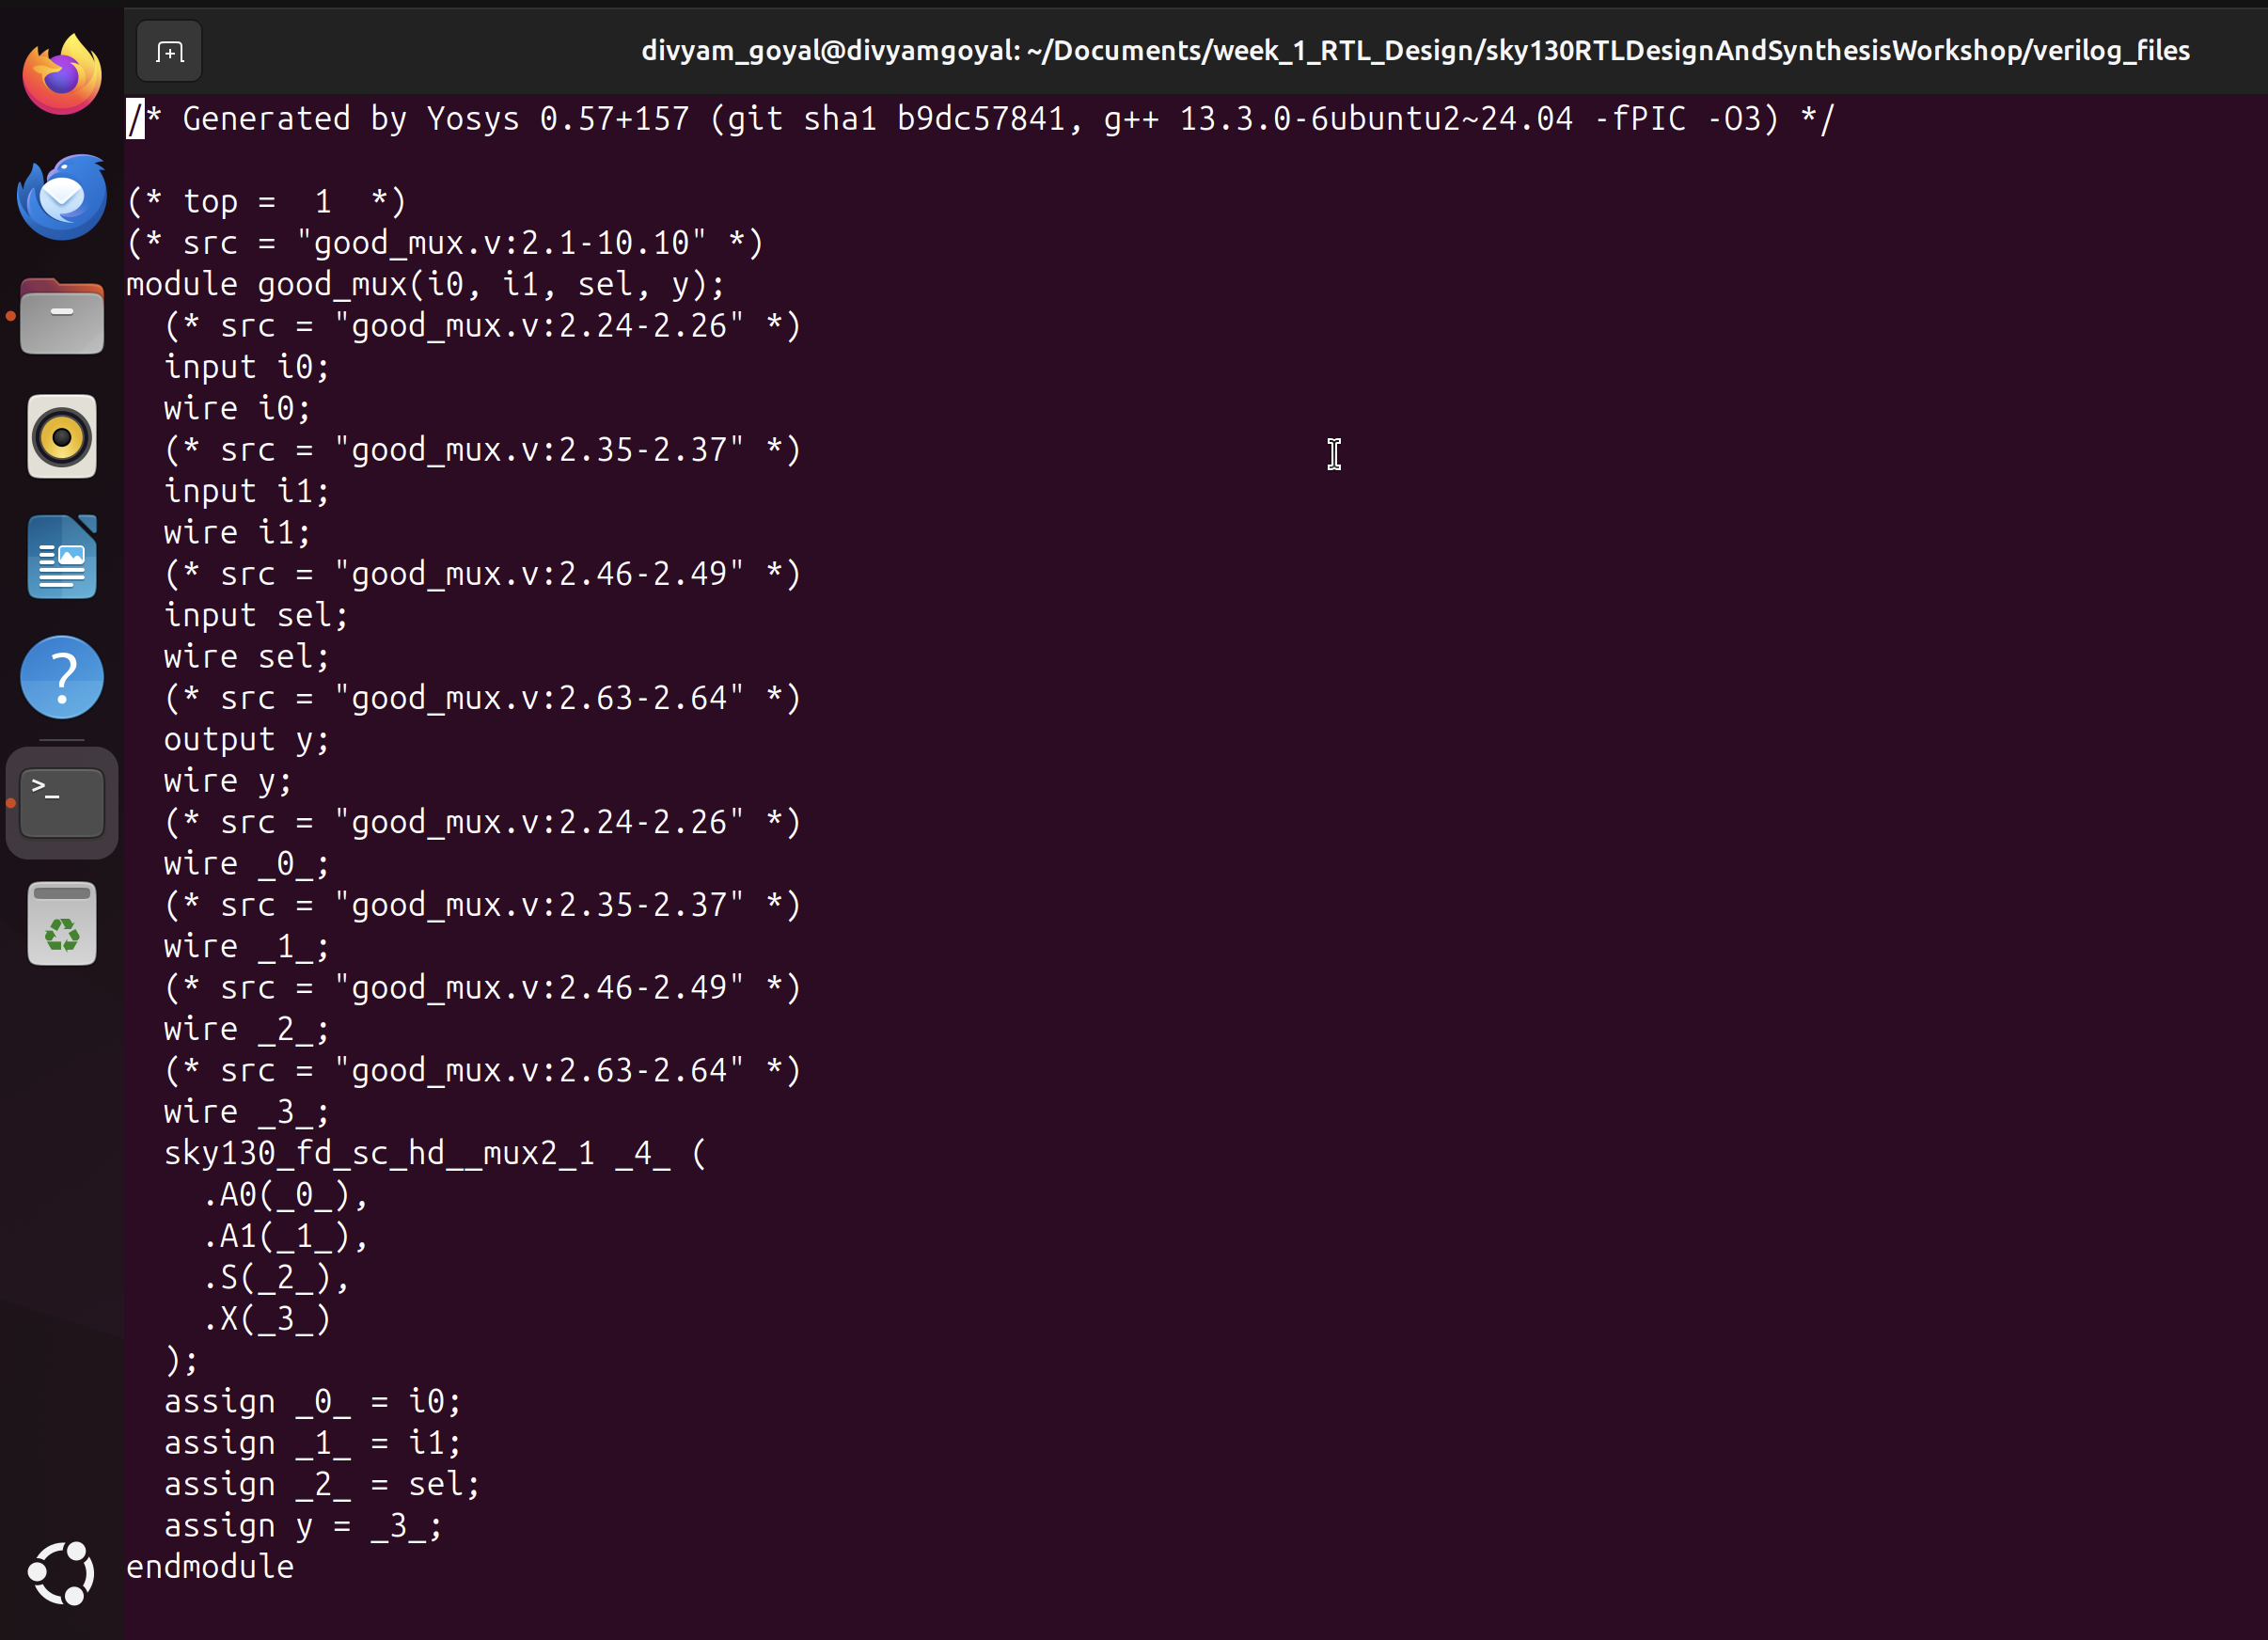 divyam_goyal@divyamgoyal: ~/Documents/week_1_RTL_Design/sky130RTLDesignAndSynthesisWorkshop/verilog_files
/* Generated by Yosys 0.57+157 (git sha1 b9dc57841, g++ 13.3.0-6ubuntu2~24.04 -fPIC -O3) */
(* top =  1  *)
(* src = "good_mux.v:2.1-10.10" *)
module good_mux(i0, i1, sel, y);
  (* src = "good_mux.v:2.24-2.26" *)
  input i0;
  wire i0;
  (* src = "good_mux.v:2.35-2.37" *)
  input i1;
  wire i1;
  (* src = "good_mux.v:2.46-2.49" *)
  input sel;
  wire sel;
  (* src = "good_mux.v:2.63-2.64" *)
  output y;
  wire y;
  (* src = "good_mux.v:2.24-2.26" *)
  wire _0_;
  (* src = "good_mux.v:2.35-2.37" *)
  wire _1_;
  (* src = "good_mux.v:2.46-2.49" *)
  wire _2_;
  (* src = "good_mux.v:2.63-2.64" *)
  wire _3_;
  sky130_fd_sc_hd__mux2_1 _4_ (
    .A0(_0_),
    .A1(_1_),
    .S(_2_),
    .X(_3_)
  );
  assign _0_ = i0;
  assign _1_ = i1;
  assign _2_ = sel;
  assign y = _3_;
endmodule